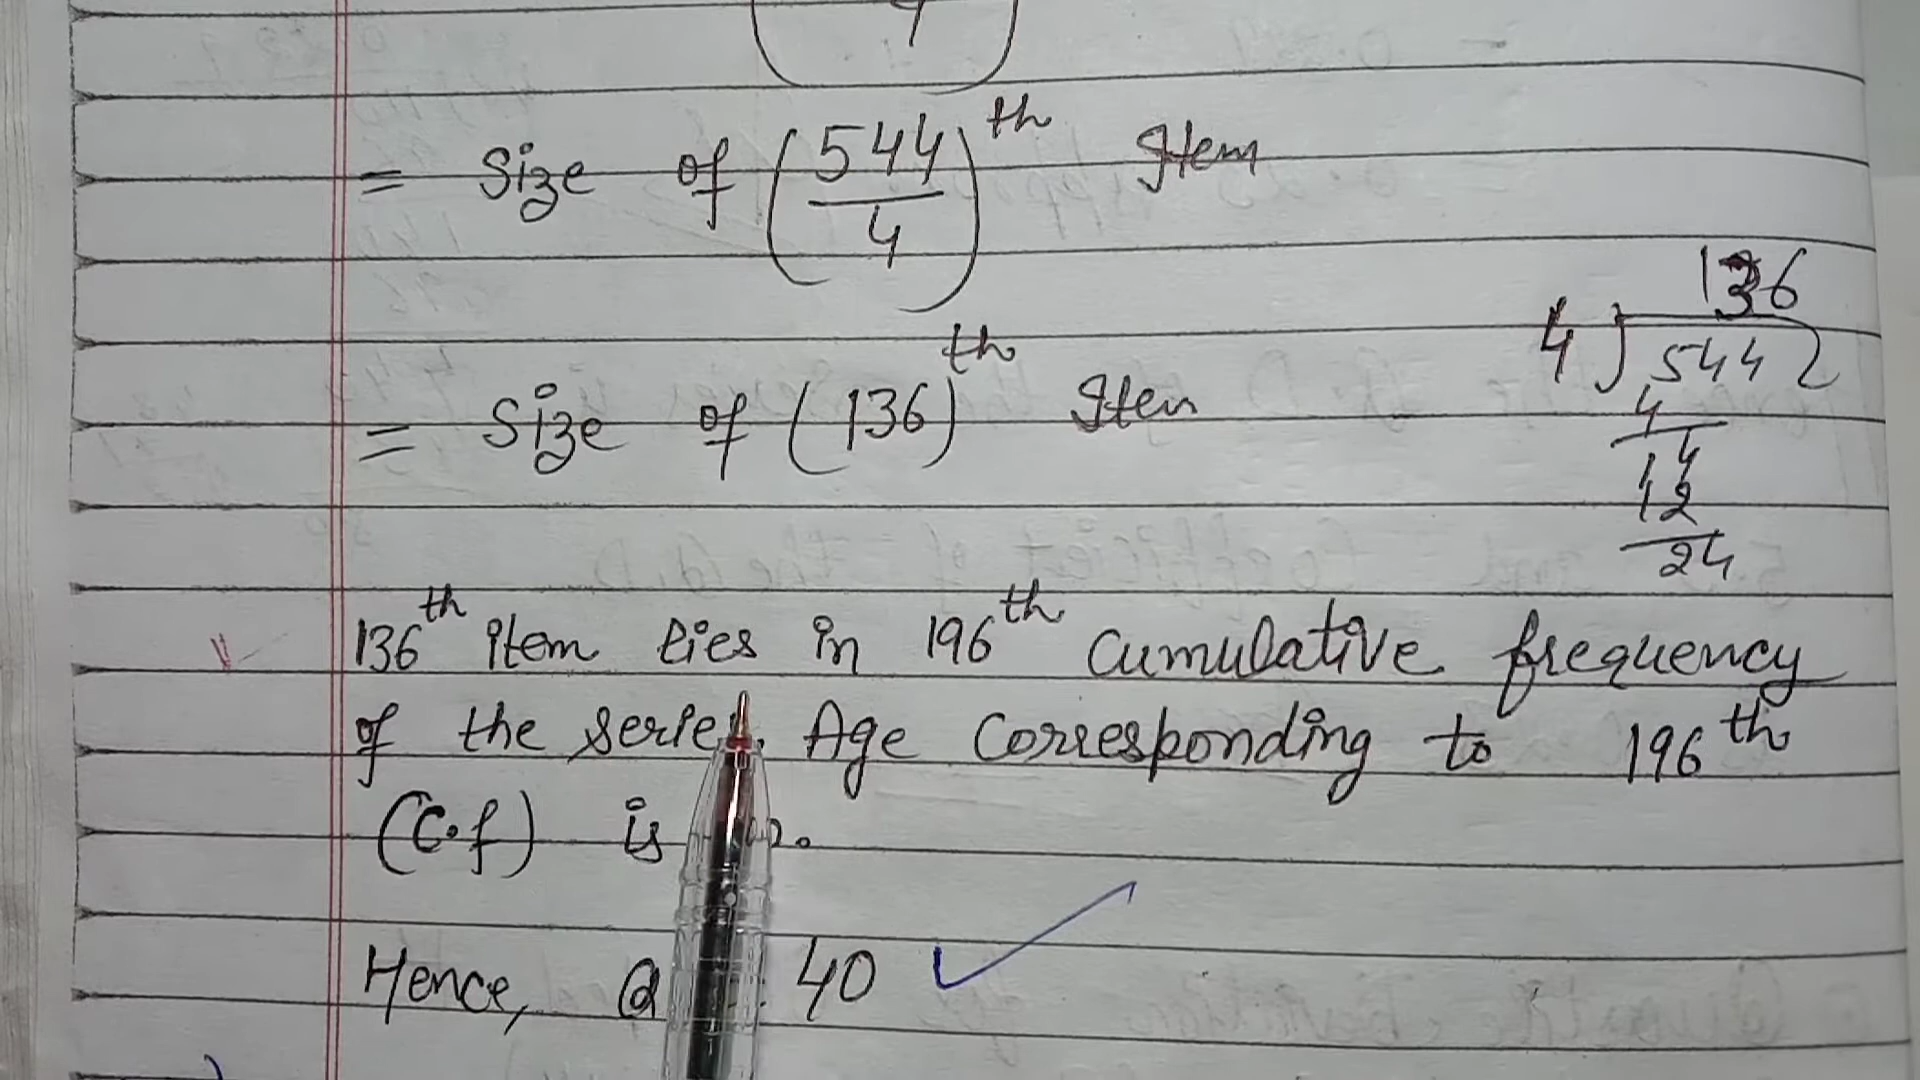 = Size of (544/4)th Item
136
4) 544 (
4
14
12
24
= Size of (136)th Item
136th item lies in 196th cumulative frequency
of the series. Age corresponding to 196th
(C.f) is
Hence, Q 40